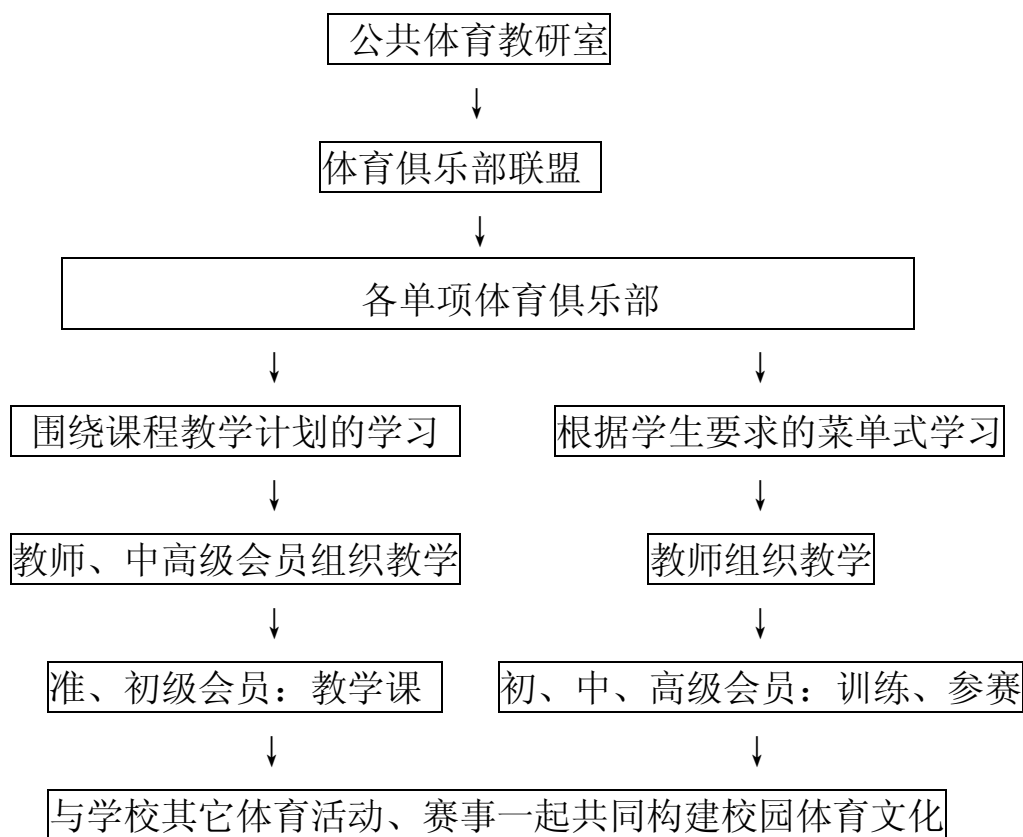 公共体育教研室
↓
体育俱乐部联盟
↓
各单项体育俱乐部
↓ ↓
围绕课程教学计划的学习 根据学生要求的菜单式学习
↓ ↓
教师、中高级会员组织教学 教师组织教学
↓ ↓
准、初级会员：教学课 初、中、高级会员：训练、参赛
↓ ↓
与学校其它体育活动、赛事一起共同构建校园体育文化